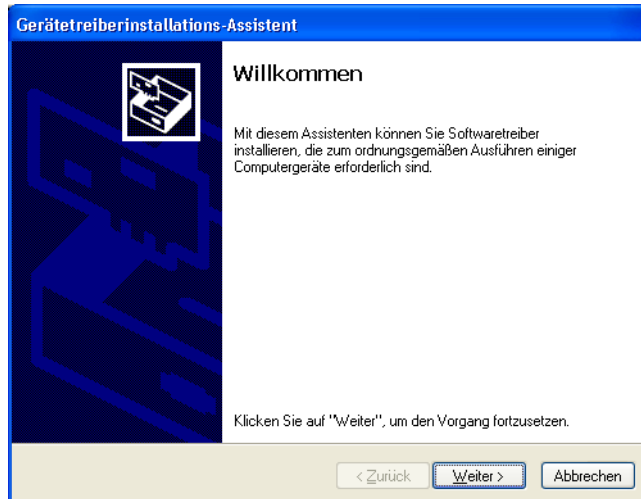 Gerätetreiberinstallations-Assistent
Willkommen
Mit diesem Assistenten können Sie Softwaretreiber
installieren, die zum ordnungsgemäßen Ausführen einiger
Computergeräte erforderlich sind.
Klicken Sie auf "Weiter", um den Vorgang fortzusetzen.
< Zurück Weiter > Abbrechen